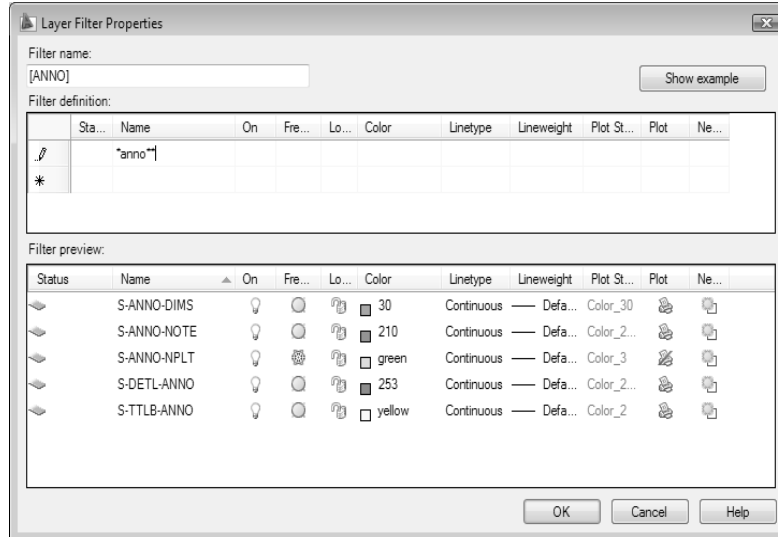 Layer Filter Properties
Filter name:
[ANNO]
Show example
Filter definition:
Sta... Name On Fre... Lo... Color Linetype Lineweight Plot St... Plot Ne...
*anno**
Filter preview:
Status Name On Fre... Lo... Color Linetype Lineweight Plot St... Plot Ne...
S-ANNO-DIMS 30 Continuous Defa... Color_30
S-ANNO-NOTE 210 Continuous Defa... Color_2...
S-ANNO-NPLT green Continuous Defa... Color_3
S-DETL-ANNO 253 Continuous Defa... Color_2...
S-TTLB-ANNO yellow Continuous Defa... Color_2
OK Cancel Help